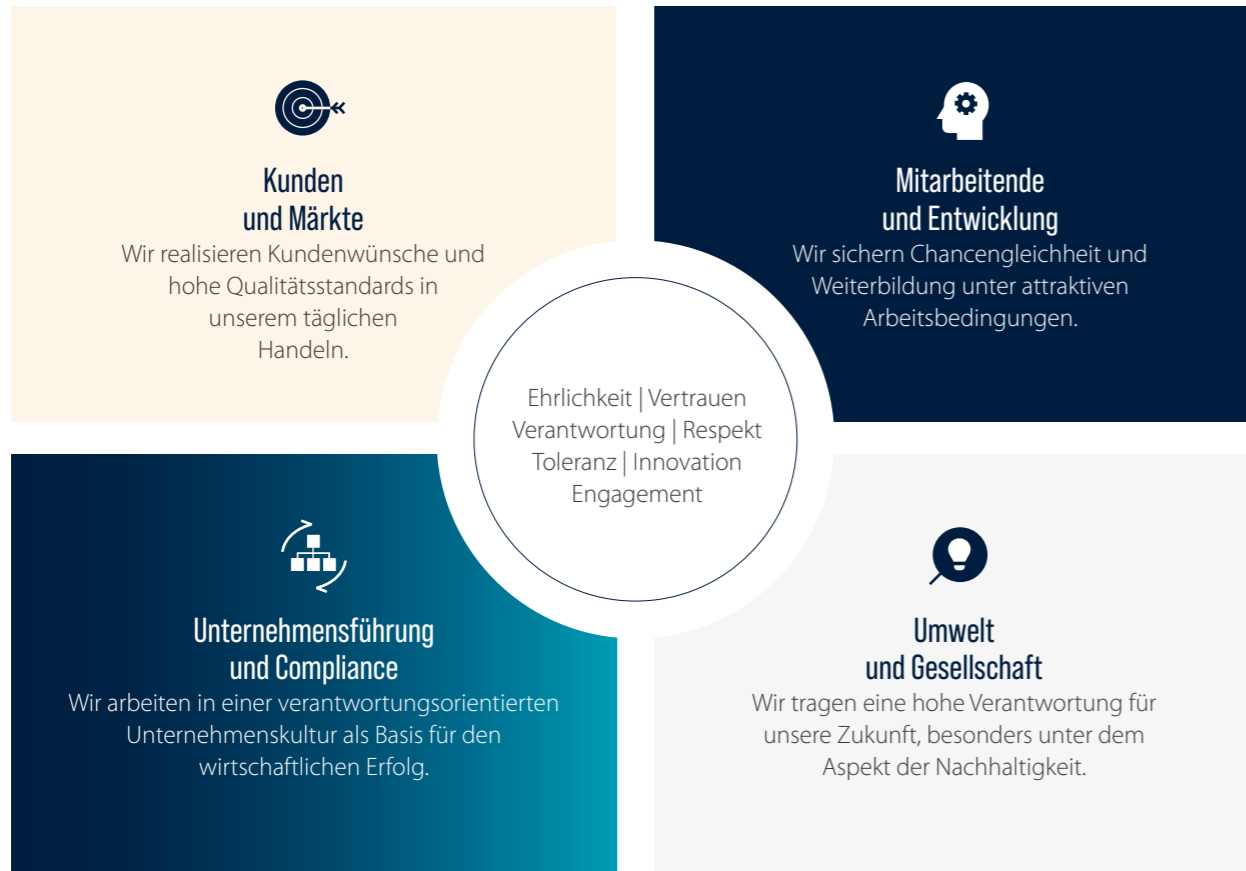 Kunden
und Märkte
Wir realisieren Kundenwünsche und
hohe Qualitätsstandards in
unserem täglichen
Handeln.
Mitarbeitende
und Entwicklung
Wir sichern Chancengleichheit und
Weiterbildung unter attraktiven
Arbeitsbedingungen.
Ehrlichkeit | Vertrauen
Verantwortung | Respekt
Toleranz | Innovation
Engagement
Unternehmensführung
und Compliance
Wir arbeiten in einer verantwortungsorientierten
Unternehmenskultur als Basis für den
wirtschaftlichen Erfolg.
Umwelt
und Gesellschaft
Wir tragen eine hohe Verantwortung für
unsere Zukunft, besonders unter dem
Aspekt der Nachhaltigkeit.